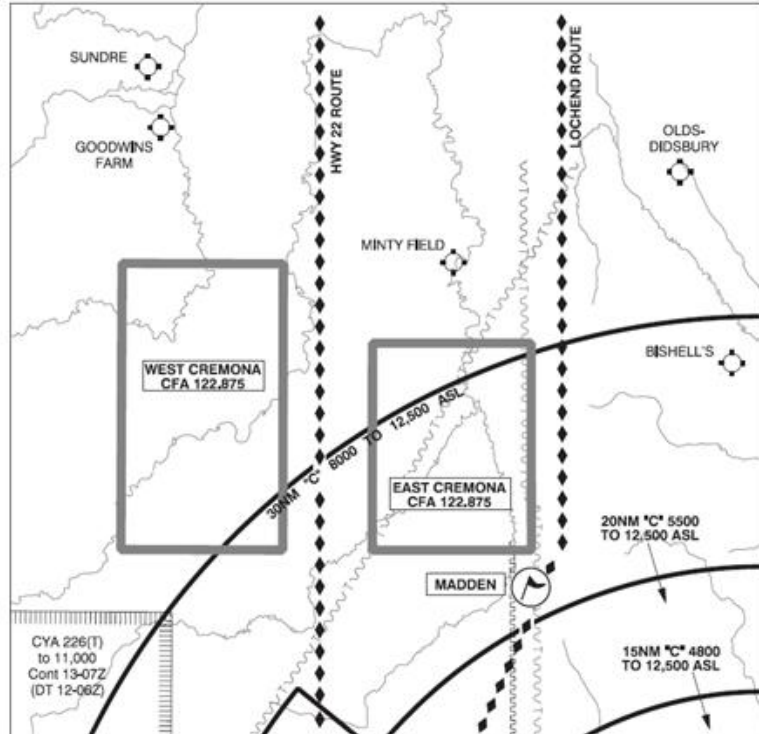 SUNDRE
GOODWINS
FARM
HWY 22 ROUTE
LOCHEND ROUTE
OLDS-
DIDSBURY
MINTY FIELD
BISHELL'S
WEST CREMONA
CFA 122.875
30NM "C" 8000 TO 12,500 ASL
EAST CREMONA
CFA 122.875
20NM "C" 5500
TO 12,500 ASL
MADDEN
CYA 226(T)
to 11,000
Cont 13-07Z
(DT 12-06Z)
15NM "C" 4800
TO 12,500 ASL